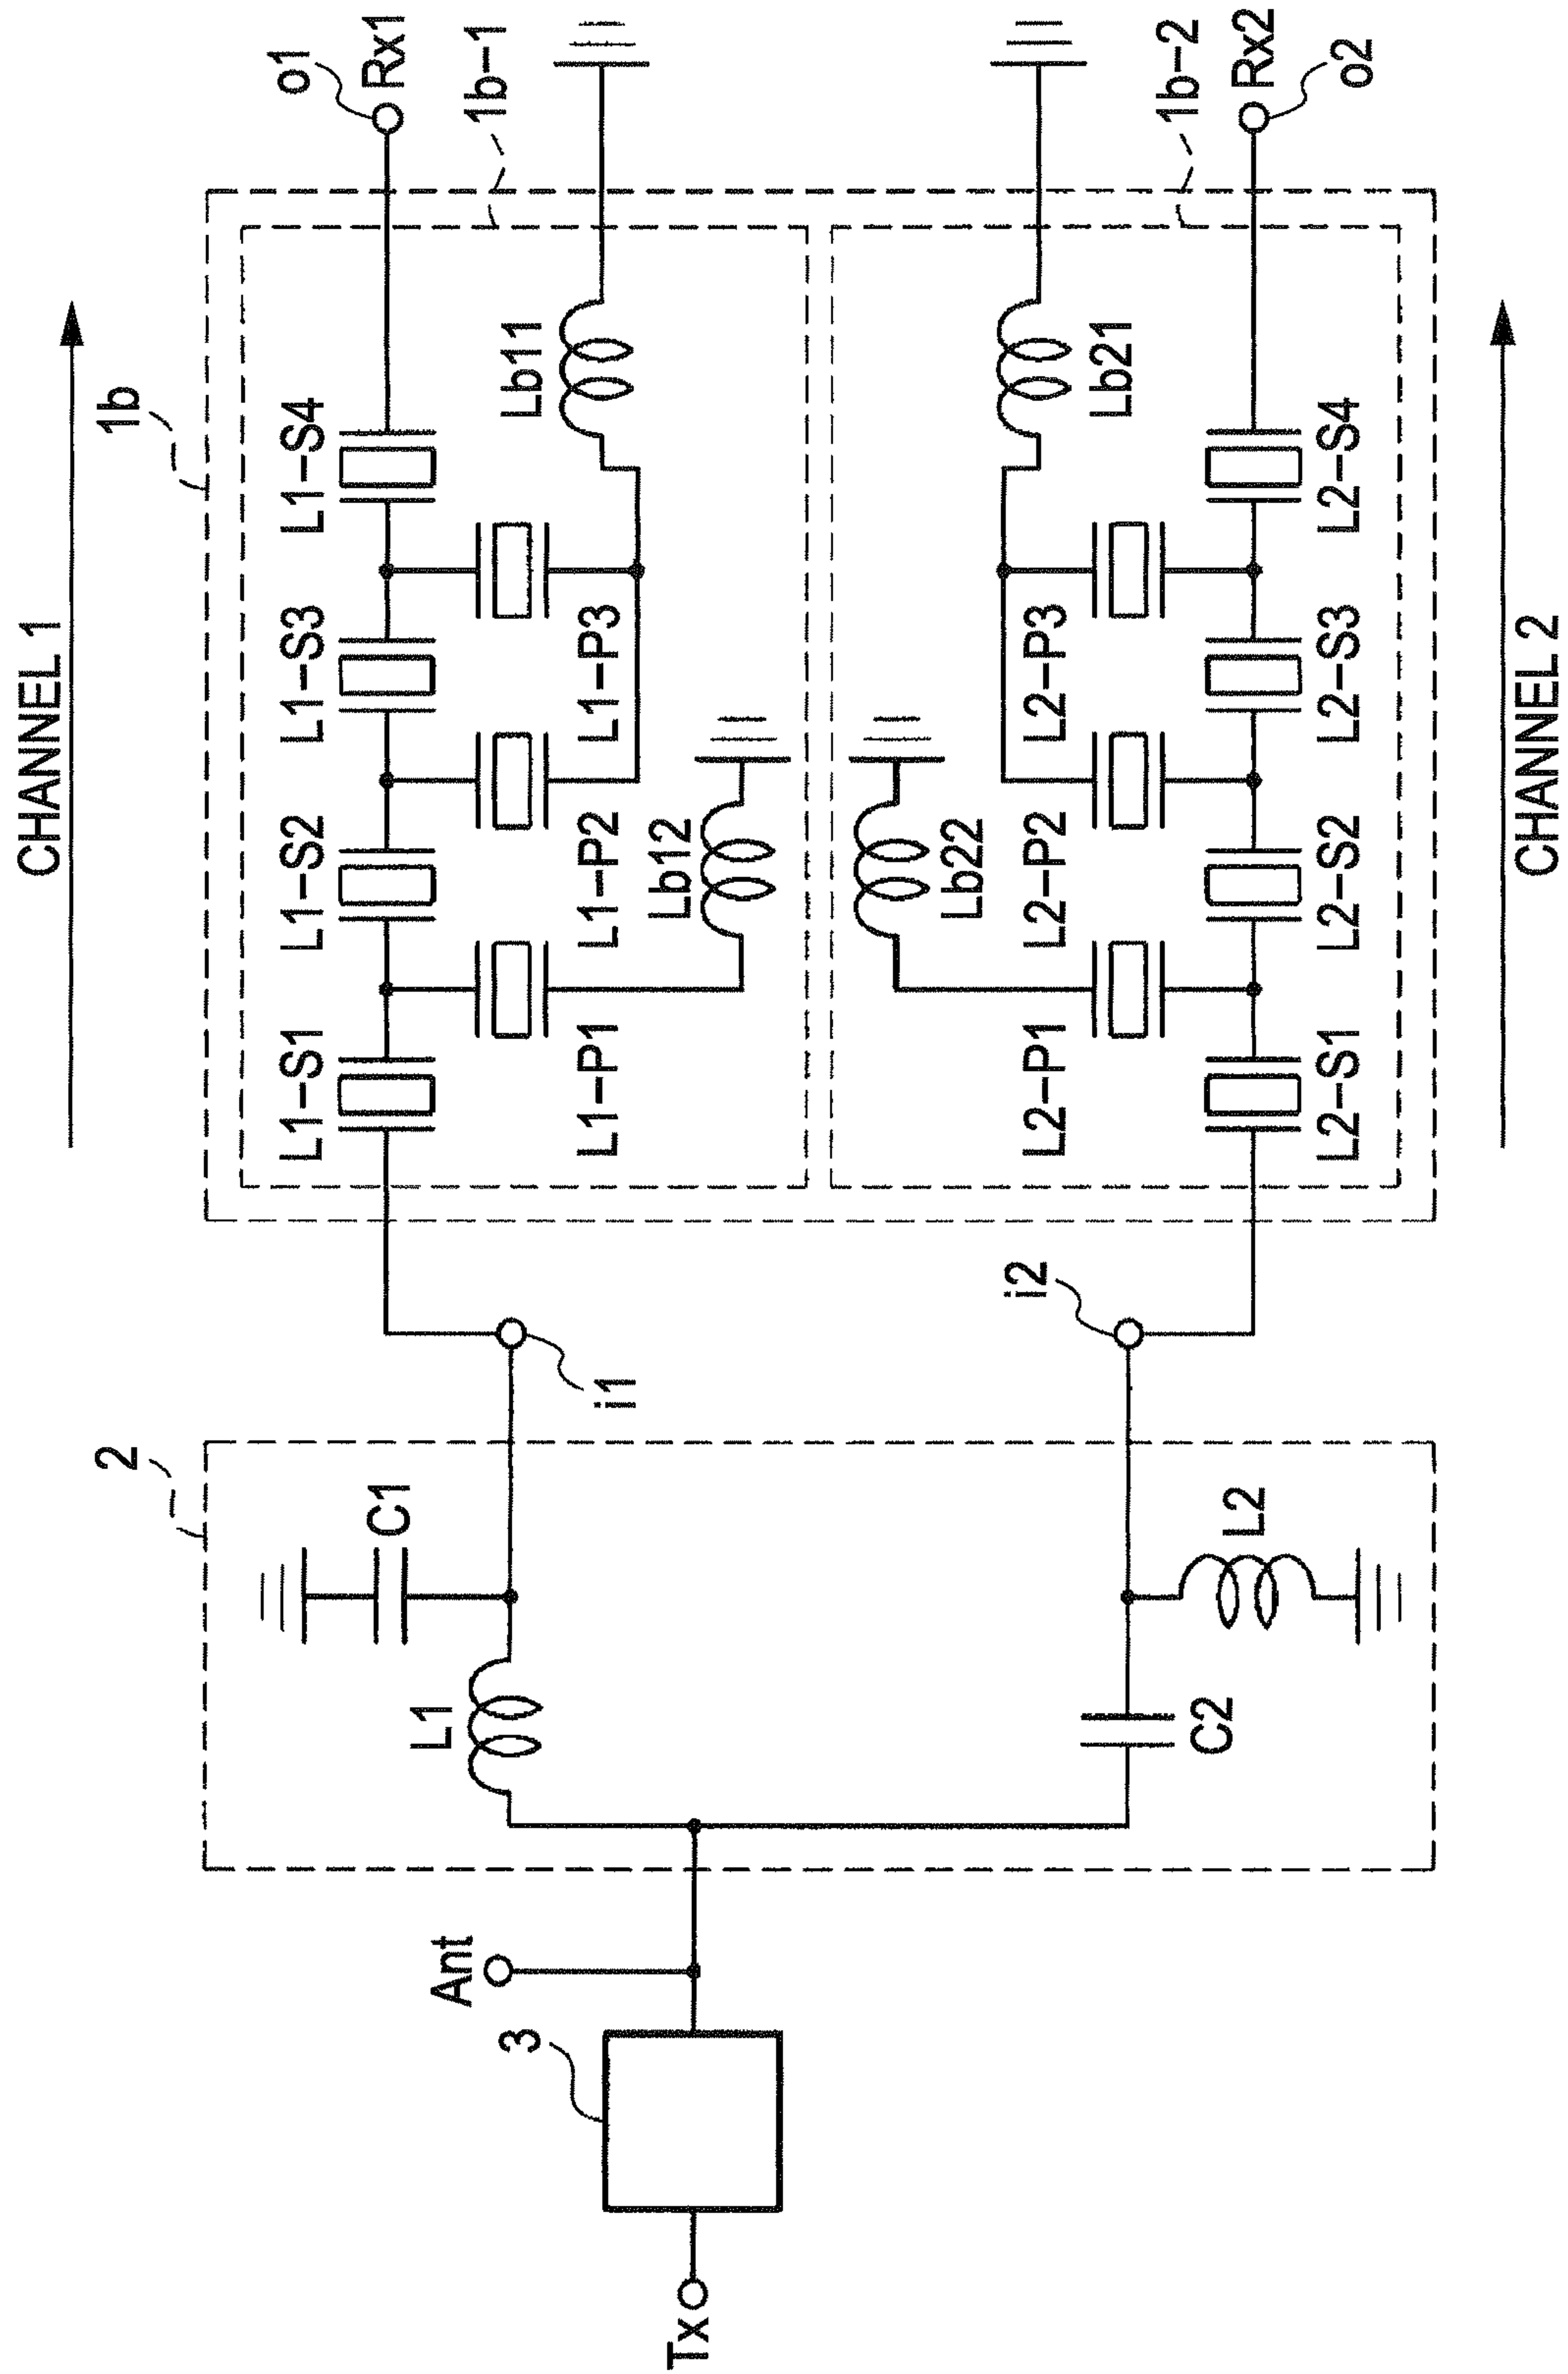 CHANNEL 1
1b
o1
Rx1
1b-1
L1-S1
L1-S2
L1-S3
L1-S4
L1-P1
L1-P2
L1-P3
Lb11
Lb12
2
C1
L1
i1
Ant
3
Tx
i2
C2
L2
Lb22
Lb21
L2-P1
L2-P2
L2-P3
L2-S1
L2-S2
L2-S3
L2-S4
1b-2
Rx2
o2
CHANNEL 2